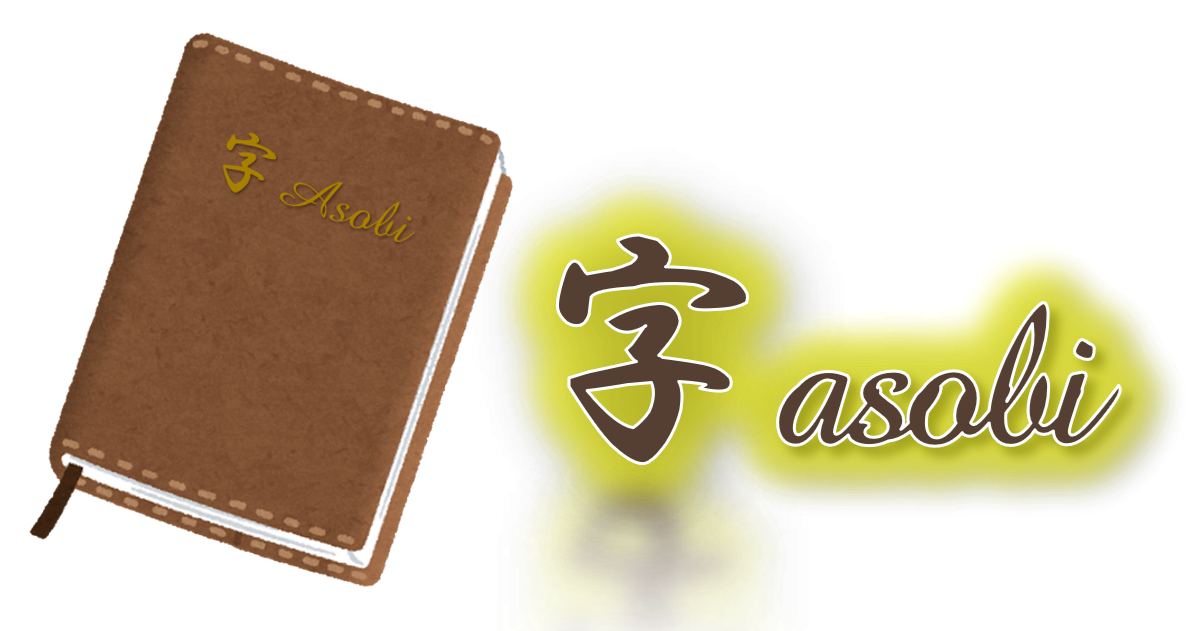 字 Asobi
字 asobi